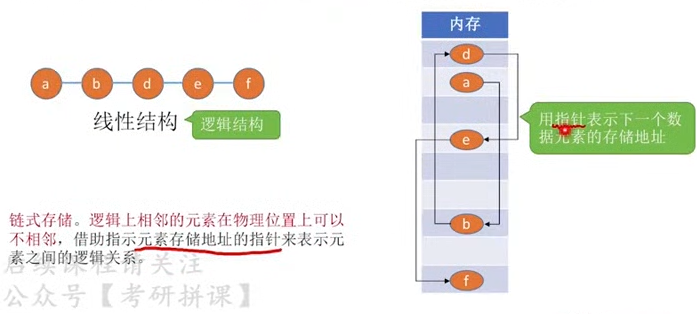 a b d e f
线性结构
逻辑结构
链式存储。逻辑上相邻的元素在物理位置上可以
不相邻，借助指示元素存储地址的指针来表示元
素之间的逻辑关系。
后续课程请关注
公众号【考研拼课】
内存
d
a
e
b
f
用指针表示下一个数
据元素的存储地址